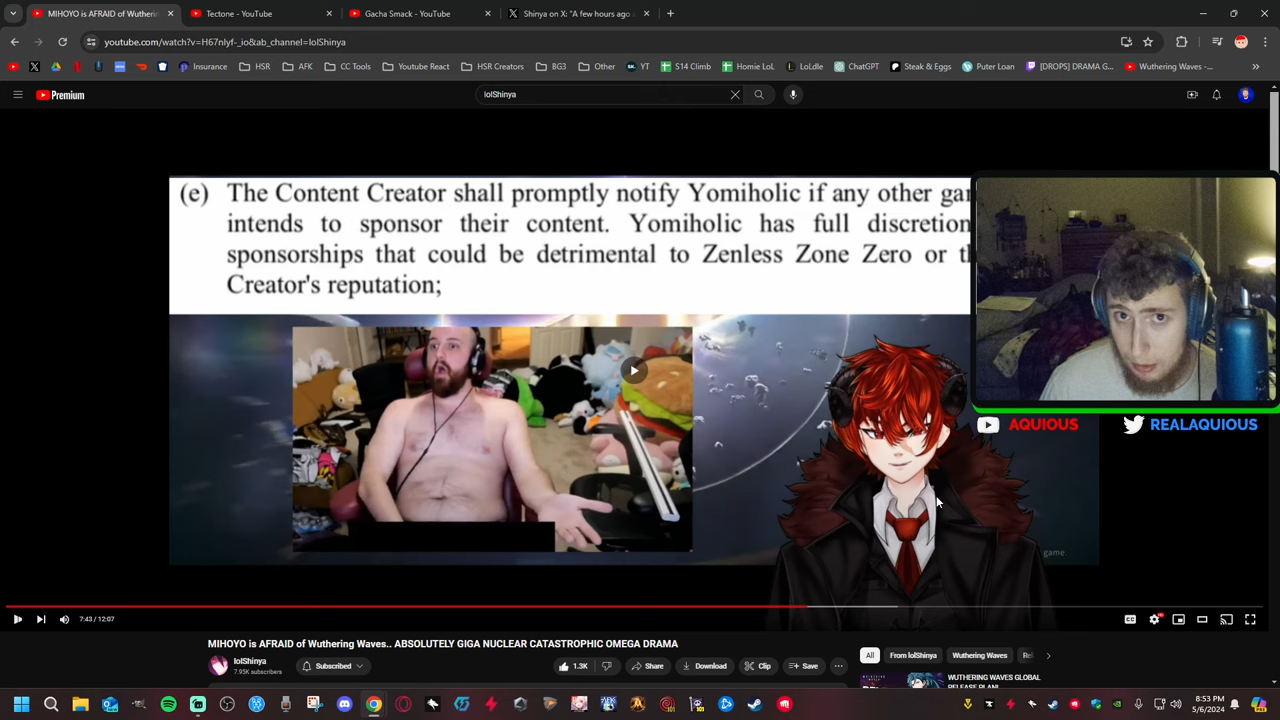 MIHOYO is AFRAID of Wutherin
Tectone - YouTube
Gacha Smack - YouTube
Shinya on X: "A few hours ago
youtube.com/watch?v=H67nlyf-_io&ab_channel=lolShinya
Insurance
HSR
AFK
CC Tools
Youtube React
HSR Creators
BG3
Other
YT
S14 Climb
Homie LoL
LoLdle
ChatGPT
Steak & Eggs
Puter Loan
[DROPS] DRAMA G...
Wuthering Waves -...
Premium
lolShinya
(e) The Content Creator shall promptly notify Yomiholic if any other gar
intends to sponsor their content. Yomiholic has full discretion
sponsorships that could be detrimental to Zenless Zone Zero or th
Creator's reputation;
AQUIOUS
REALAQUIOUS
game
7:43 / 12:07
MIHOYO is AFRAID of Wuthering Waves.. ABSOLUTELY GIGA NUCLEAR CATASTROPHIC OMEGA DRAMA
lolShinya
7.95K subscribers
Subscribed
1.3K
Share
Download
Clip
Save
All
From lolShinya
Wuthering Waves
Re
WUTHERING WAVES GLOBAL
RELEASE PLAN!
8:53 PM
5/6/2024